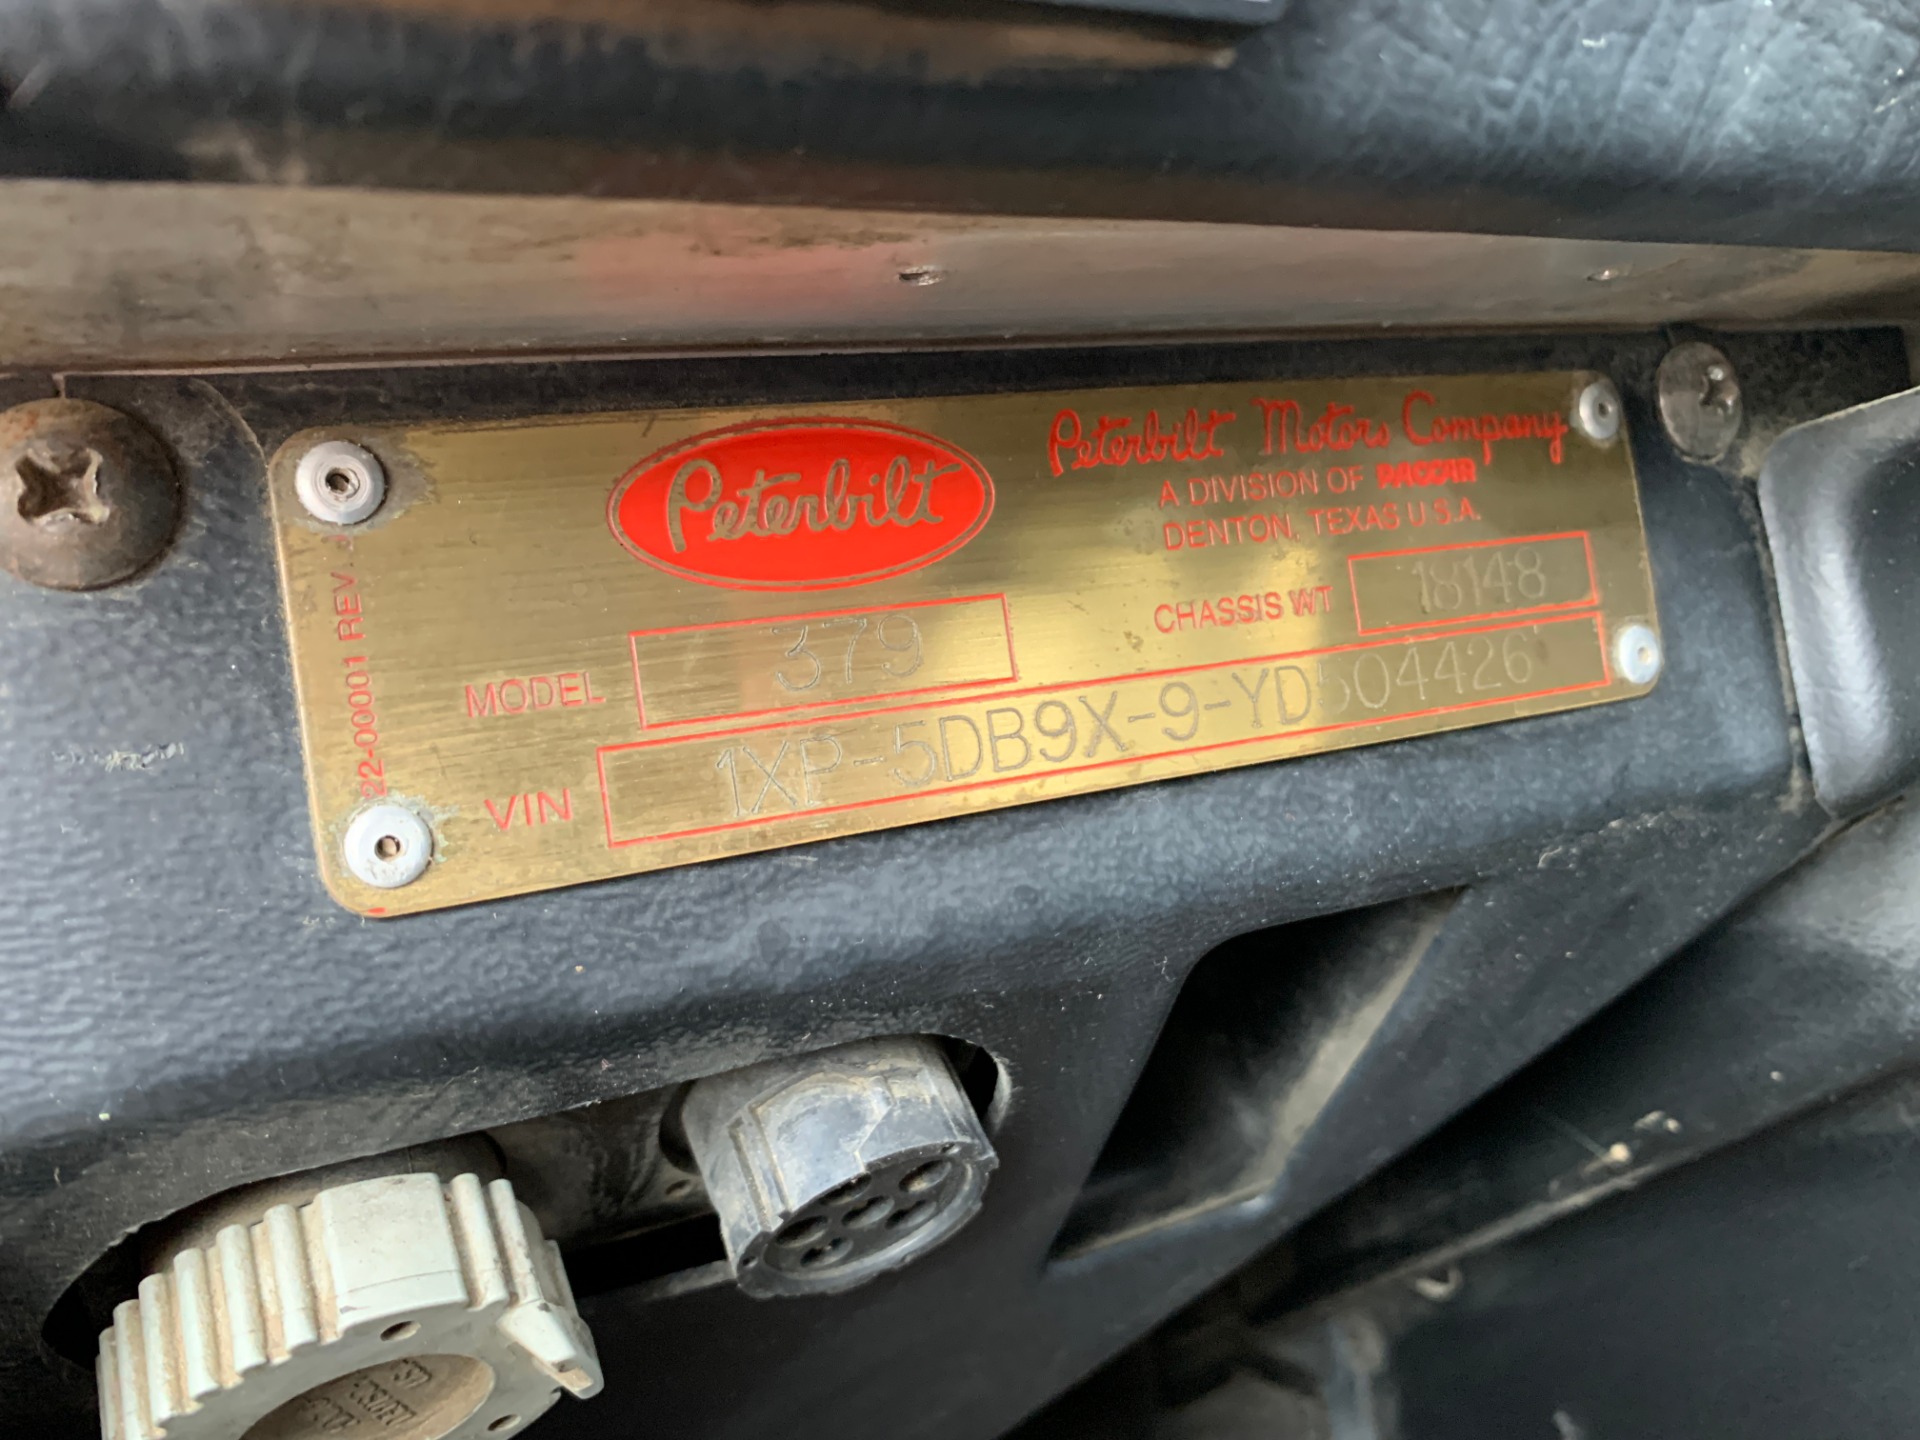 Peterbilt
Peterbilt Motors Company
A DIVISION OF PACCAR
DENTON, TEXAS U.S.A.
CHASSIS WT 18148
MODEL 379
VIN 1XP-5DB9X-9-YD504426
22-00001 REV.